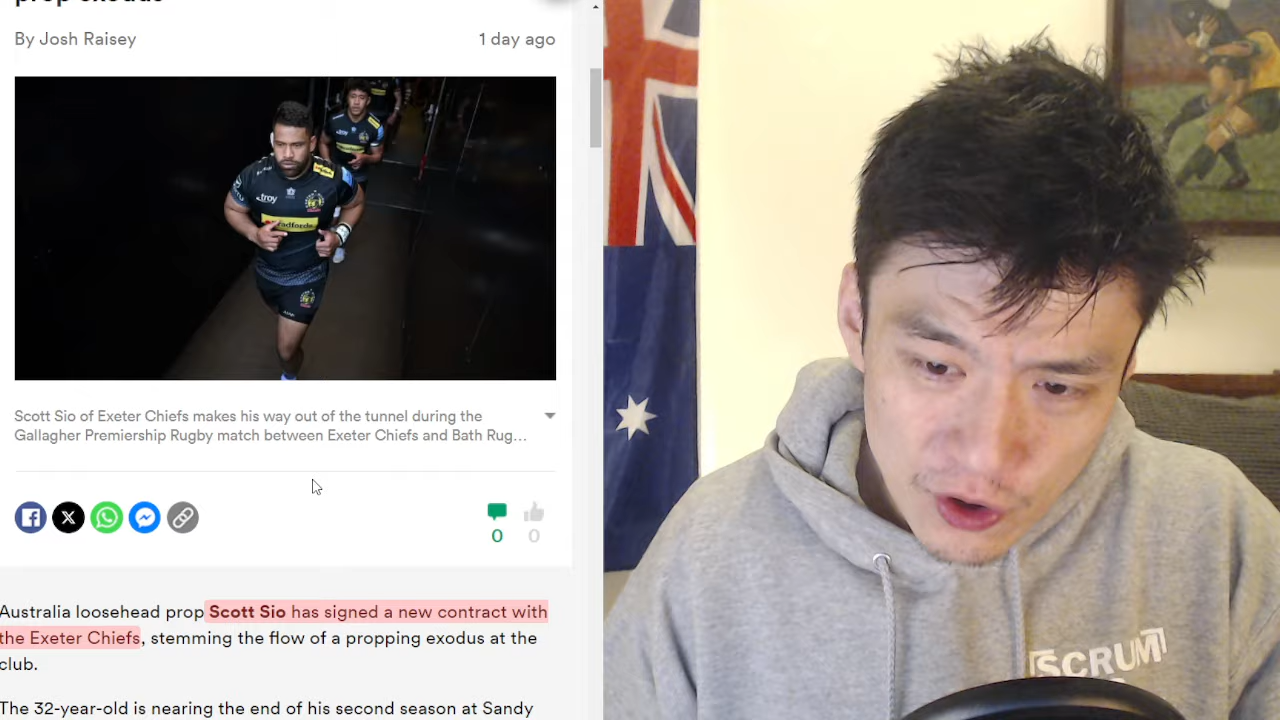 By Josh Raisey
1 day ago
troy
Scott Sio of Exeter Chiefs makes his way out of the tunnel during the
Gallagher Premiership Rugby match between Exeter Chiefs and Bath Rug...
0
0
Australia loosehead prop Scott Sio has signed a new contract with
the Exeter Chiefs, stemming the flow of a propping exodus at the
club.
The 32-year-old is nearing the end of his second season at Sandy
SCRUM